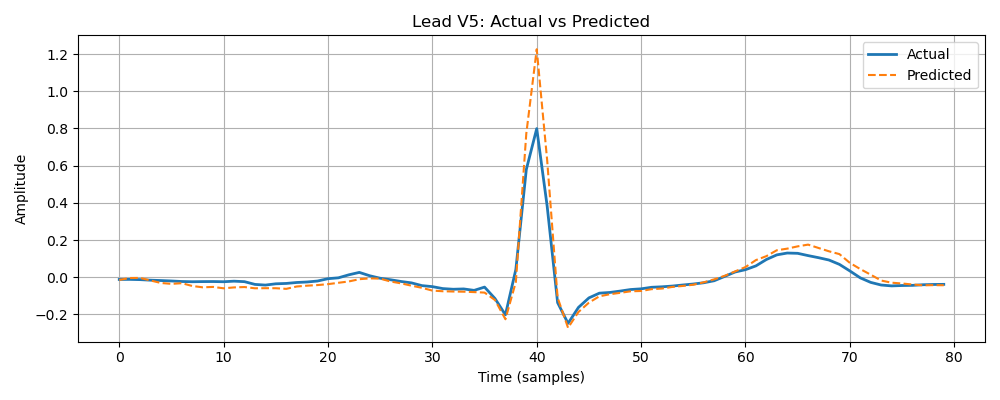 Lead V5: Actual vs Predicted
Actual
Predicted
Amplitude
1.2
1.0
0.8
0.6
0.4
0.2
0.0
−0.2
0 10 20 30 40 50 60 70 80
Time (samples)